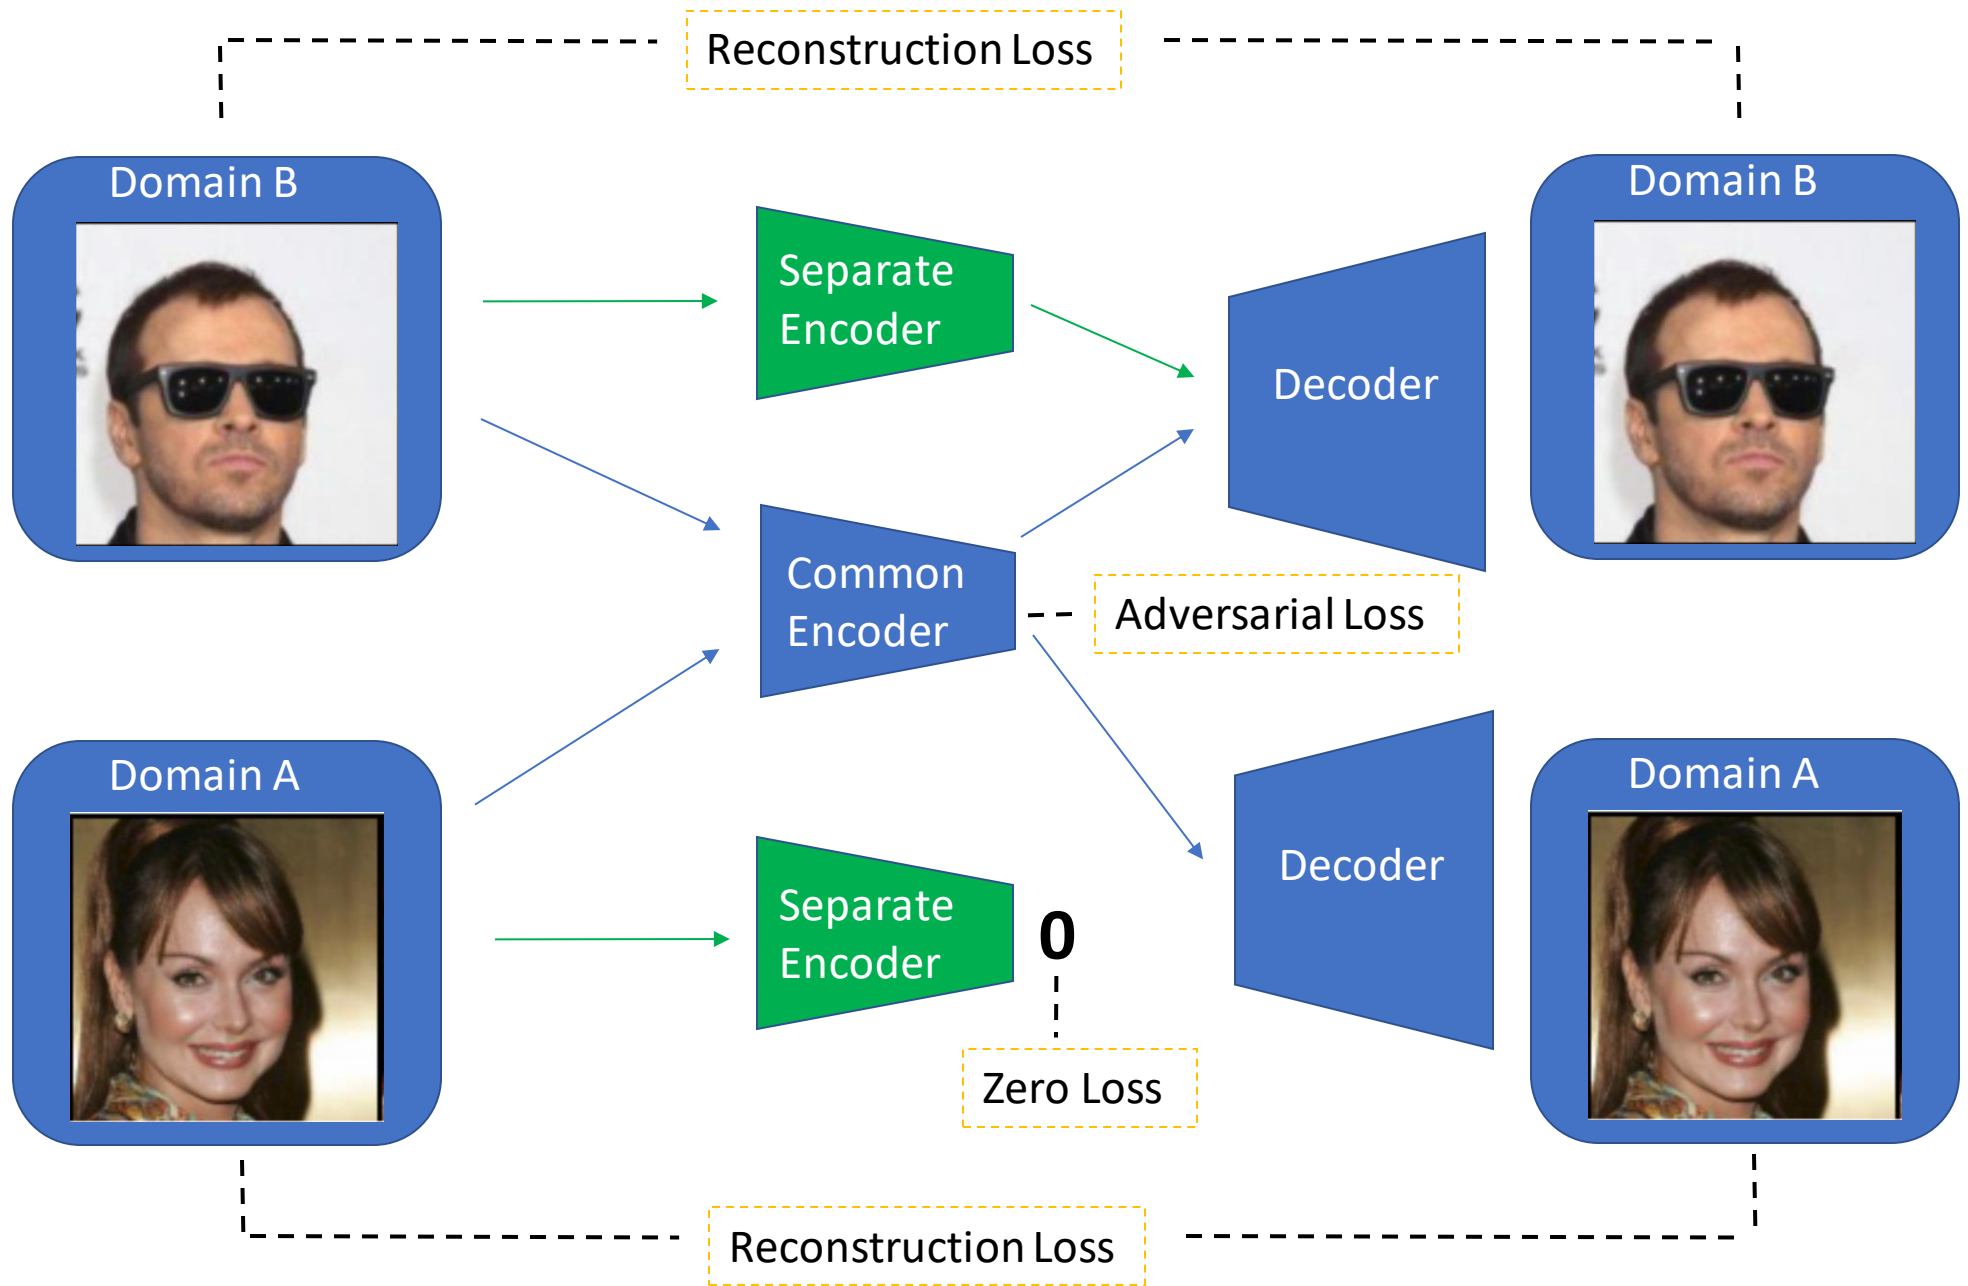 Reconstruction Loss
Domain B
Domain B
Separate
Encoder
Decoder
Common
Encoder
Adversarial Loss
Domain A
Domain A
Decoder
Separate
Encoder
0
Zero Loss
Reconstruction Loss